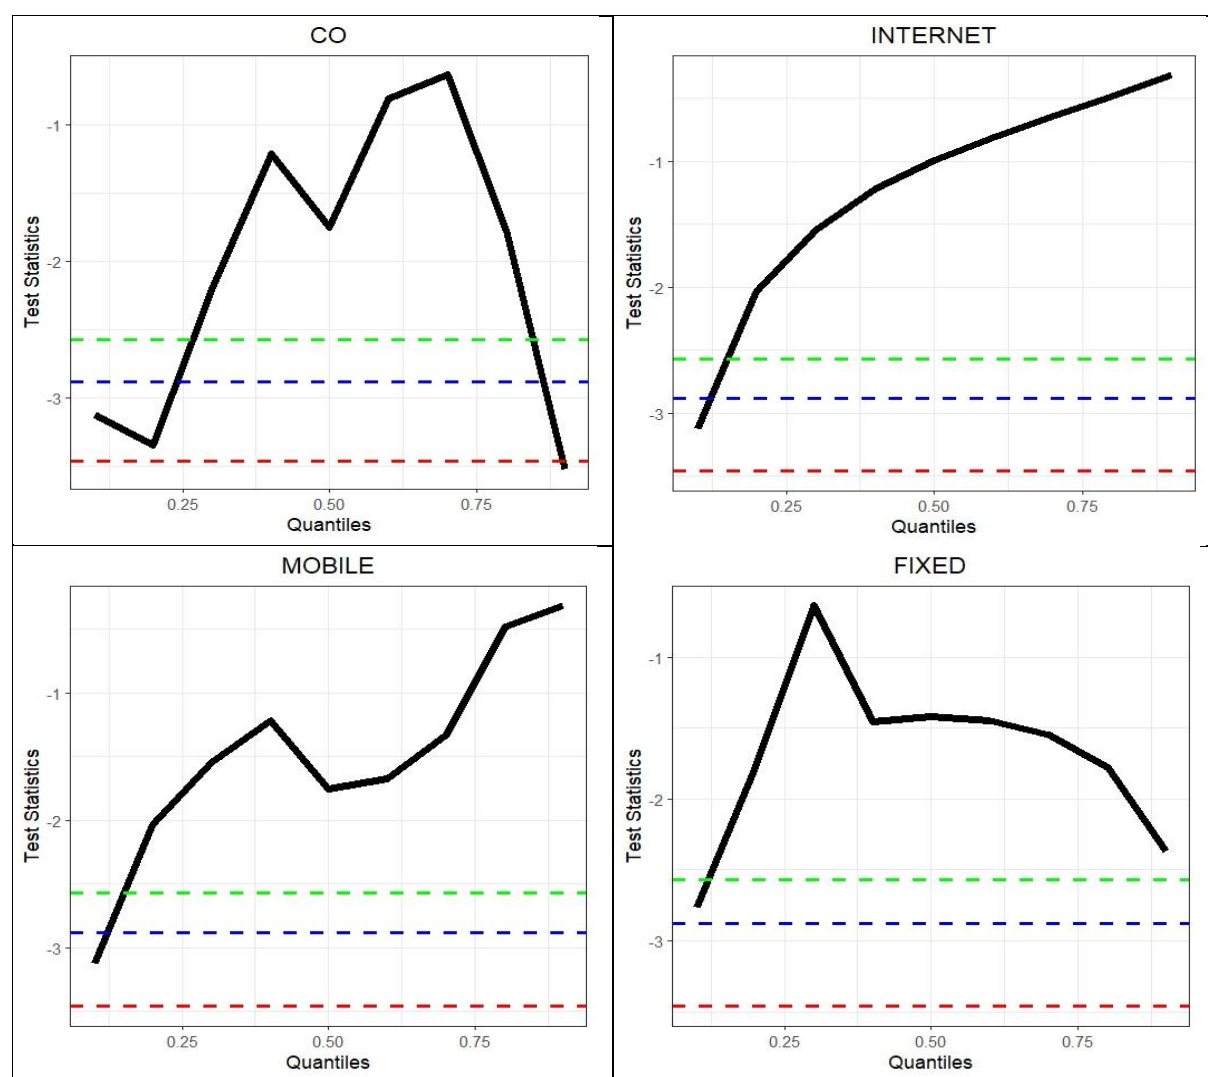 CO
Test Statistics
-1
-2
-3
0.25 0.50 0.75
Quantiles
INTERNET
Test Statistics
-1
-2
-3
0.25 0.50 0.75
Quantiles
MOBILE
Test Statistics
-1
-2
-3
0.25 0.50 0.75
Quantiles
FIXED
Test Statistics
-1
-2
-3
0.25 0.50 0.75
Quantiles